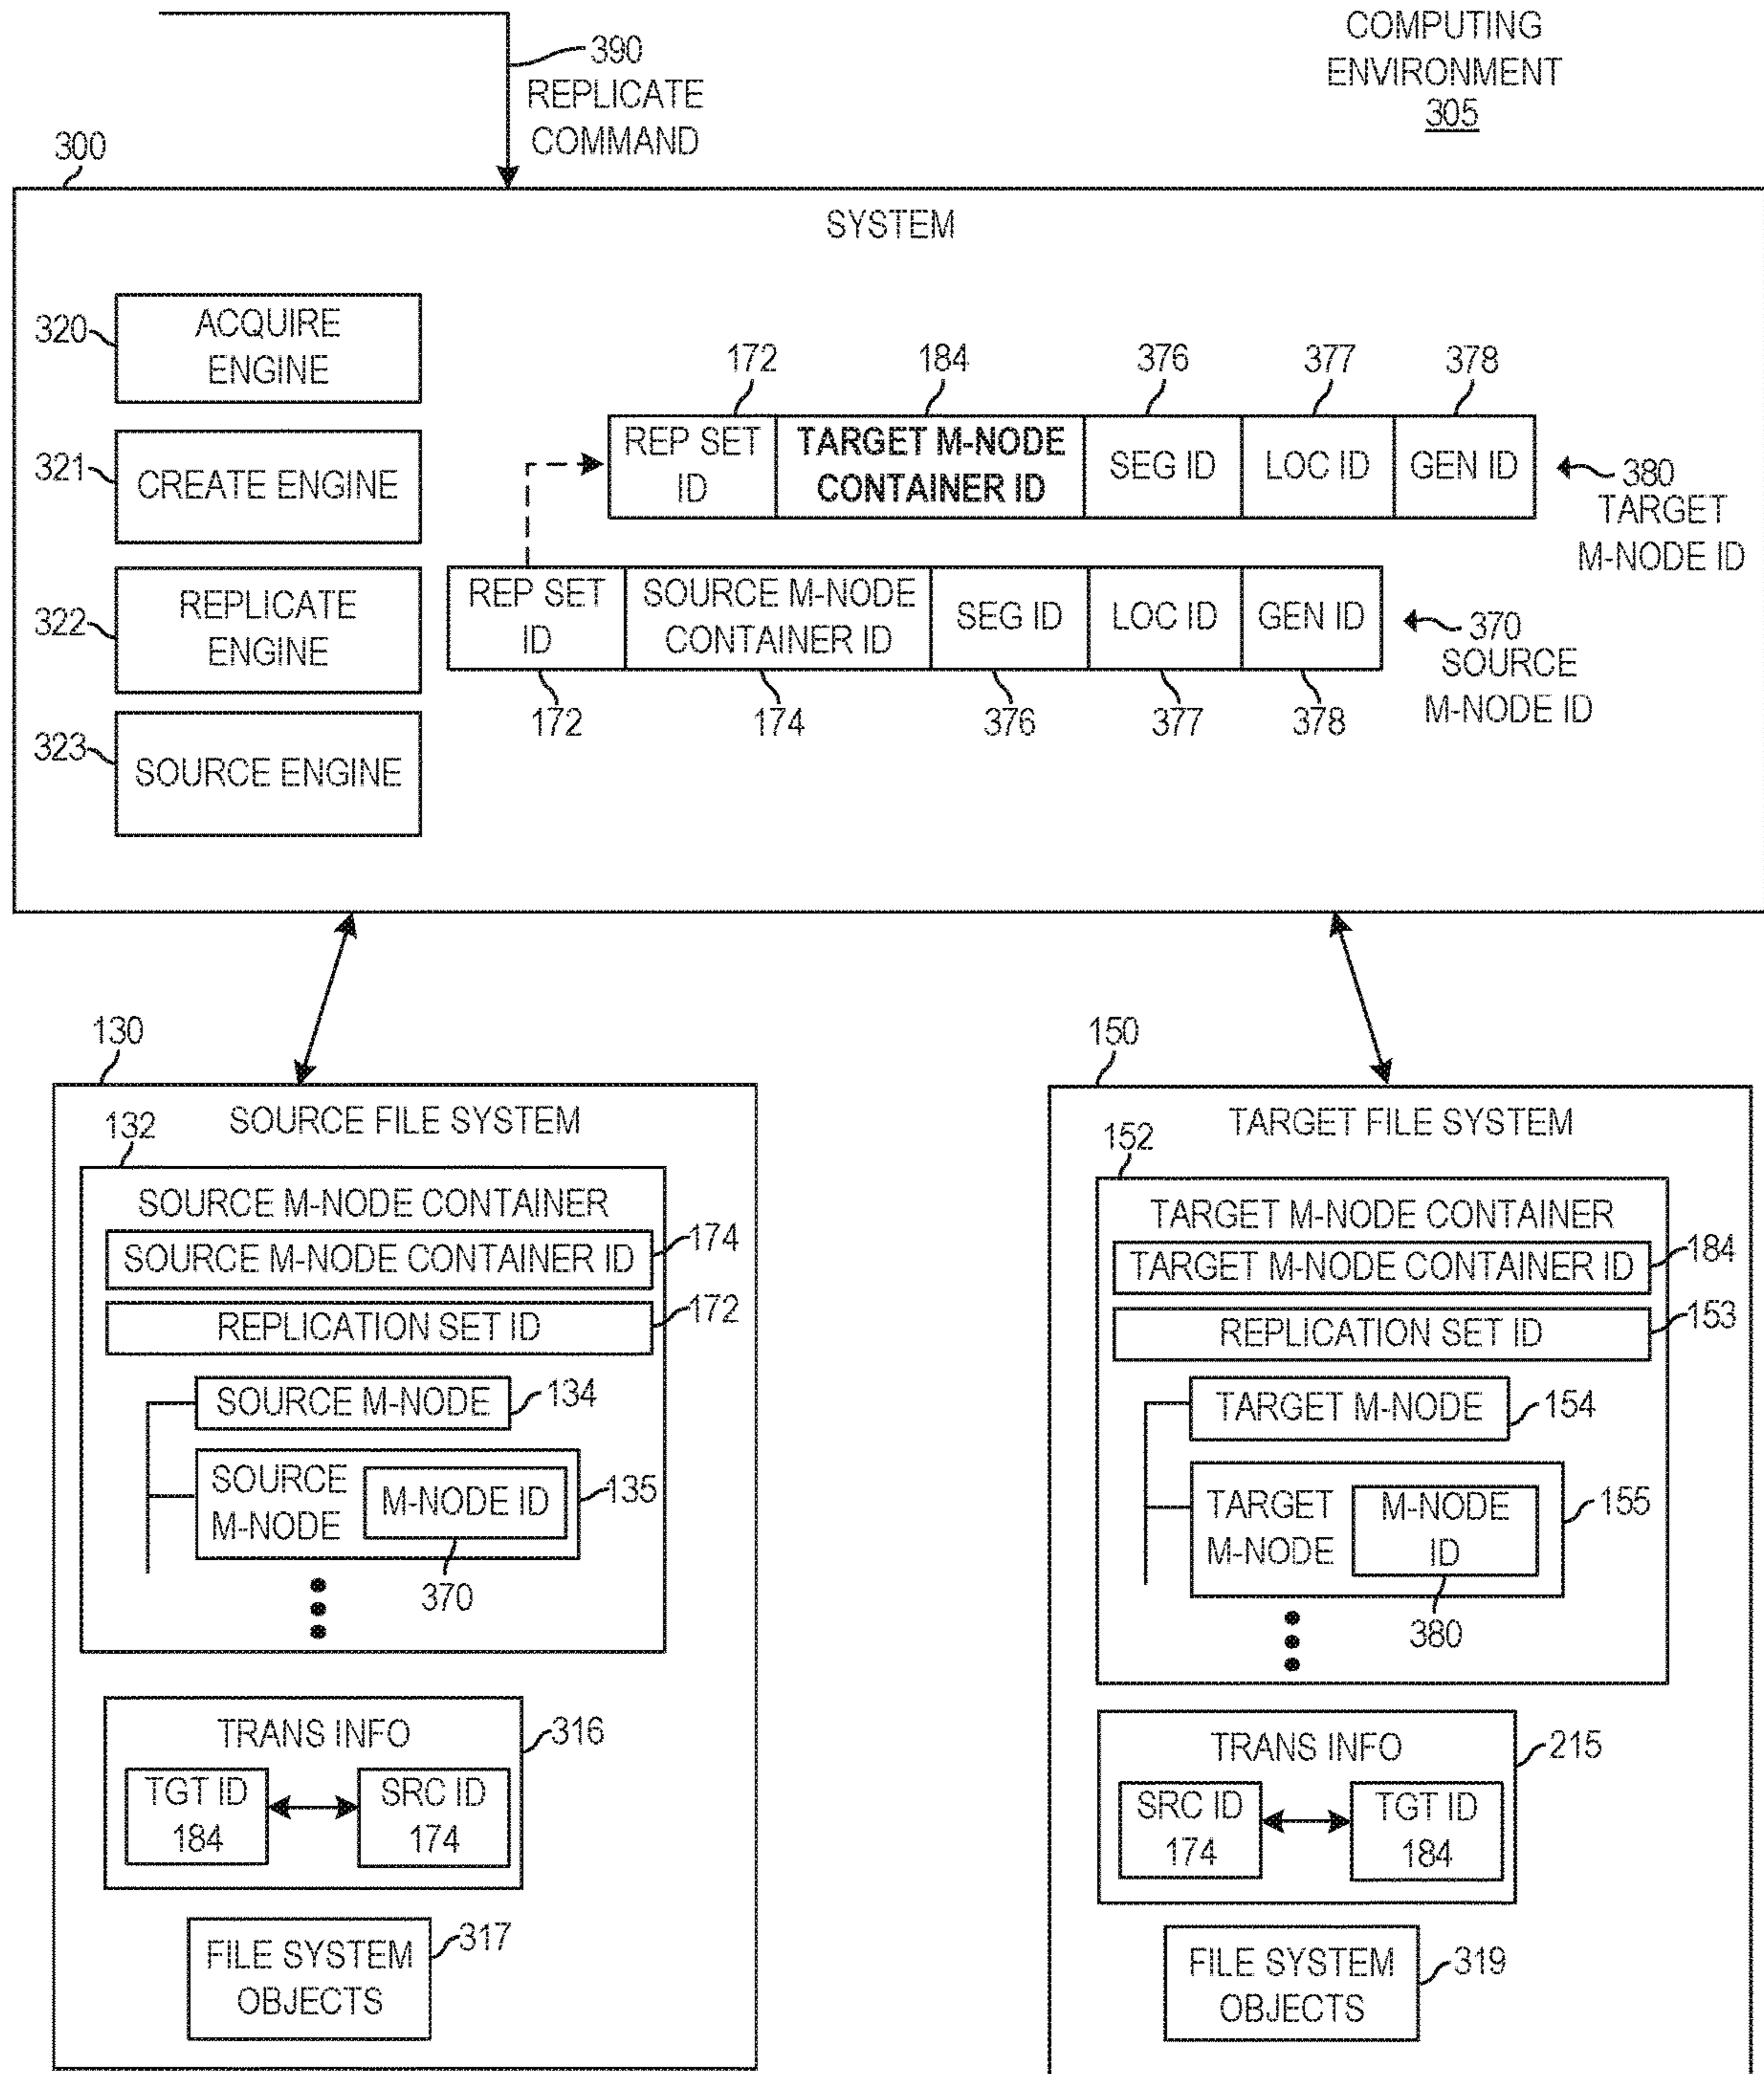 390
REPLICATE
COMMAND
COMPUTING
ENVIRONMENT
305
300
SYSTEM
320
ACQUIRE
ENGINE
321
CREATE ENGINE
322
REPLICATE
ENGINE
323
SOURCE ENGINE
172 184 376 377 378
REP SET
ID
TARGET M-NODE
CONTAINER ID
SEG ID
LOC ID
GEN ID
380
TARGET
M-NODE ID
REP SET
ID
SOURCE M-NODE
CONTAINER ID
SEG ID
LOC ID
GEN ID
370
SOURCE
M-NODE ID
172 174 376 377 378
130
SOURCE FILE SYSTEM
132
SOURCE M-NODE CONTAINER
SOURCE M-NODE CONTAINER ID
174
REPLICATION SET ID
172
SOURCE M-NODE
134
SOURCE
M-NODE
M-NODE ID
135
370
TRANS INFO
316
TGT ID
184
SRC ID
174
FILE SYSTEM
OBJECTS
317
150
TARGET FILE SYSTEM
152
TARGET M-NODE CONTAINER
TARGET M-NODE CONTAINER ID
184
REPLICATION SET ID
153
TARGET M-NODE
154
TARGET
M-NODE
M-NODE
ID
155
380
TRANS INFO
215
SRC ID
174
TGT ID
184
FILE SYSTEM
OBJECTS
319